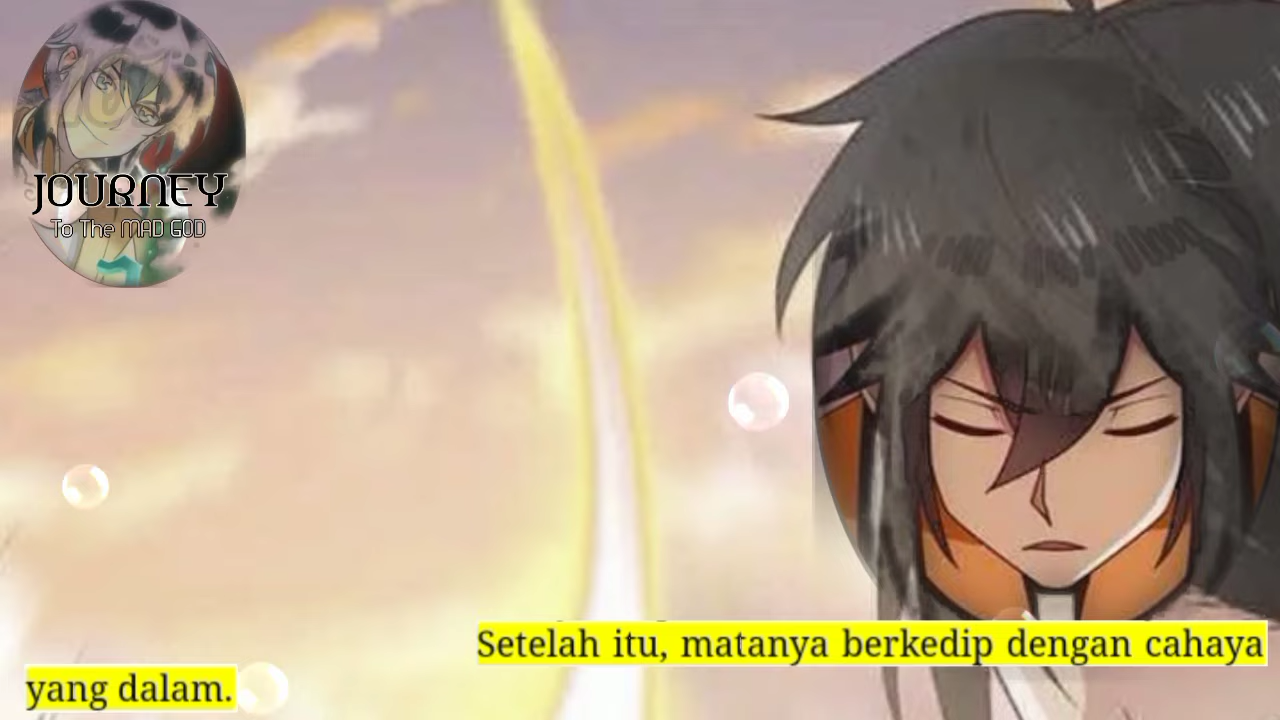 JOURNEY
To The MAD GOD
Setelah itu, matanya berkedip dengan cahaya
yang dalam.